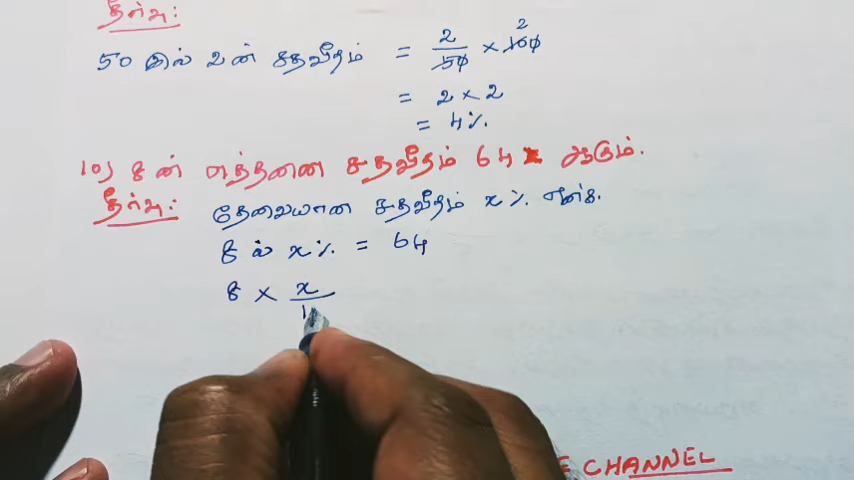 தீர்வு:
50 இல் 2ன் சதவீதம் = 2/50 × 100 2
= 2 × 2
= 4%
10) 8 ன் எத்தனை சதவீதம் 64 ஆகும்.
தீர்வு: தேவையான சதவீதம் x% என்க.
8 ல் x% = 64
8 × x/1
CHANNEL